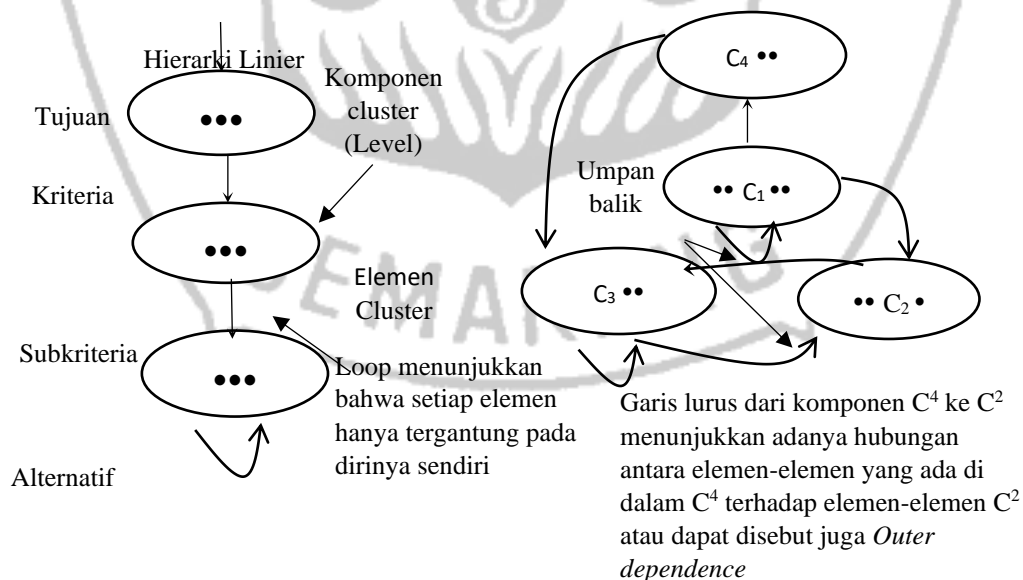 Hierarki Linier
Tujuan
•••
Komponen
cluster
(Level)
Kriteria
•••
Elemen
Cluster
Subkriteria
•••
Loop menunjukkan
bahwa setiap elemen
hanya tergantung pada
dirinya sendiri
Alternatif
C4 ••
Umpan
balik
•• C1 ••
C3 ••
•• C2 •
Garis lurus dari komponen C⁴ ke C²
menunjukkan adanya hubungan
antara elemen-elemen yang ada di
dalam C⁴ terhadap elemen-elemen C²
atau dapat disebut juga Outer
dependence
SEMARANG